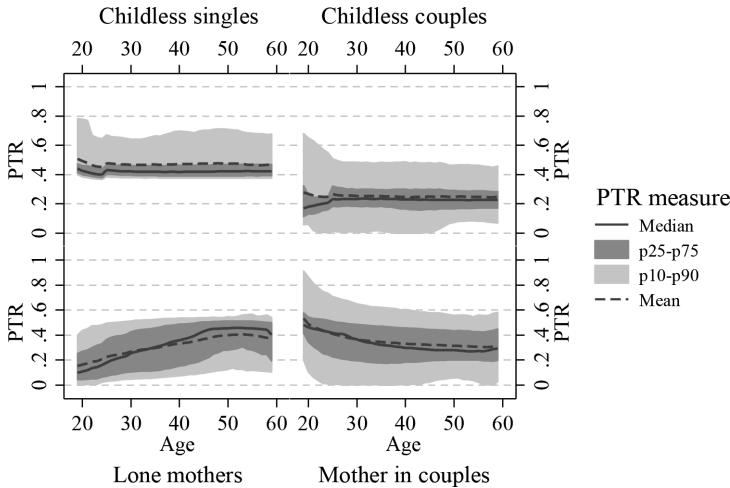 Childless singles Childless couples
20 30 40 50 60 20 30 40 50 60
PTR
0 .2 .4 .6 .8 1
0 .2 .4 .6 .8 1
PTR
PTR
0 .2 .4 .6 .8 1
0 .2 .4 .6 .8 1
PTR
20 30 40 50 60 20 30 40 50 60
Age Age
Lone mothers Mother in couples
PTR measure
Median
p25-p75
p10-p90
Mean